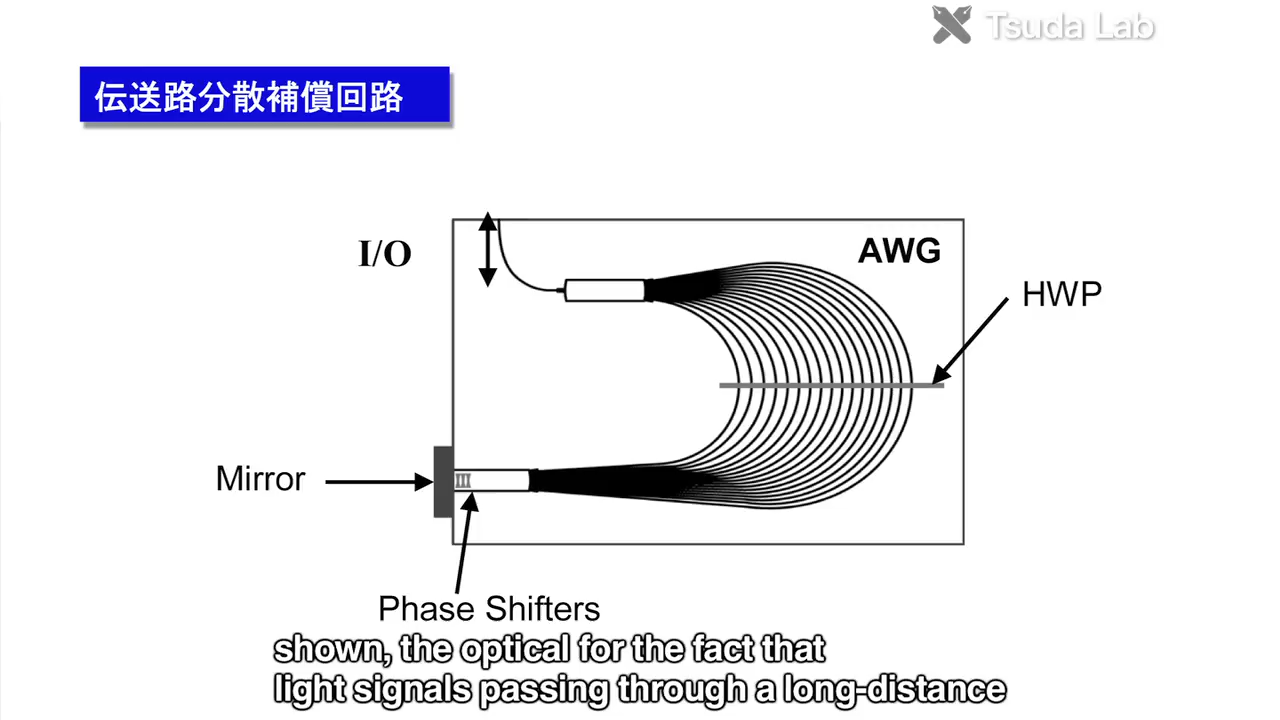 Tsuda Lab
伝送路分散補償回路
I/O
AWG
HWP
Mirror
Phase Shifters
shown, the optical for the fact that
light signals passing through a long-distance